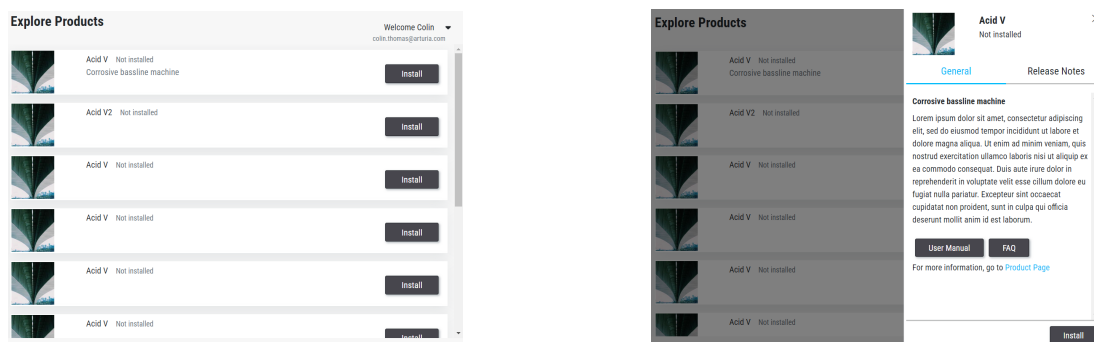 Explore Products
Welcome Colin
colin.thomas@arturia.com
Acid V Not installed
Corrosive bassline machine
Install
Acid V2 Not installed
Install
Acid V Not installed
Install
Acid V Not installed
Install
Acid V Not installed
Install
Acid V Not installed
Install
Explore Products
Acid V Not installed
Corrosive bassline machine
Acid V2 Not installed
Acid V Not installed
Acid V Not installed
Acid V Not installed
Acid V Not installed
Acid V
Not installed
General Release Notes
Corrosive bassline machine
Lorem ipsum dolor sit amet, consectetur adipiscing
elit, sed do eiusmod tempor incididunt ut labore et
dolore magna aliqua. Ut enim ad minim veniam, quis
nostrud exercitation ullamco laboris nisi ut aliquip ex
ea commodo consequat. Duis aute irure dolor in
reprehenderit in voluptate velit esse cillum dolore eu
fugiat nulla pariatur. Excepteur sint occaecat
cupidatat non proident, sunt in culpa qui officia
deserunt mollit anim id est laborum.
User Manual FAQ
For more information, go to Product Page
Install